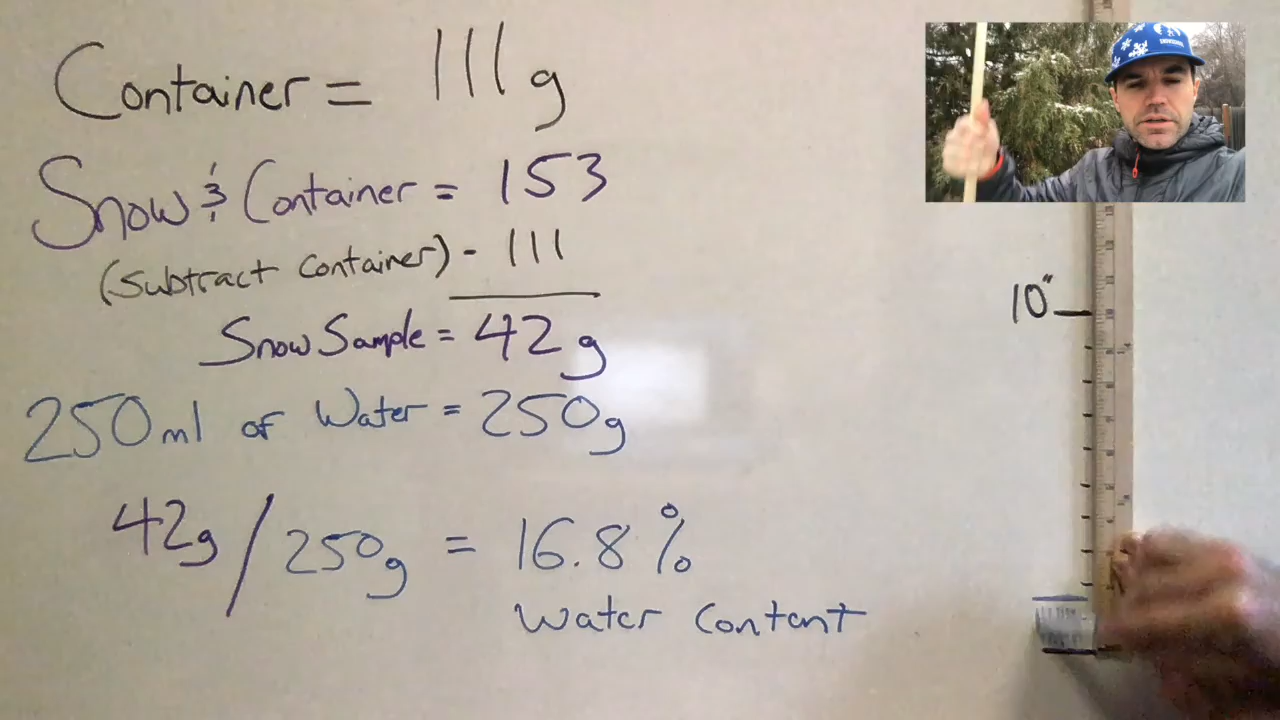 Container = 111g
Snow & Container = 153
(subtract container) - 111
Snow Sample = 42g
250ml of Water = 250g
42g / 250g = 16.8%
Water Content
10"